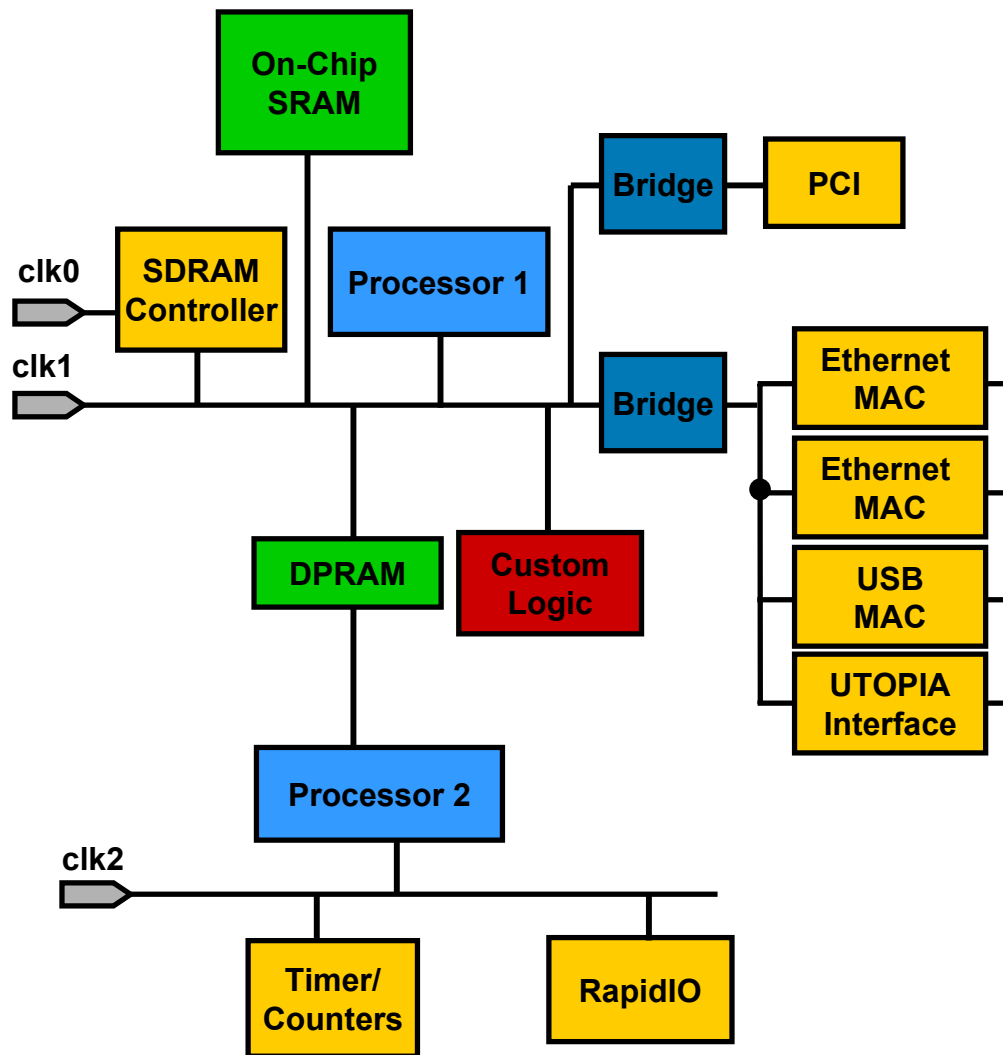 On-Chip
SRAM
Bridge
PCI
clk0
SDRAM
Controller
Processor 1
clk1
Bridge
Ethernet
MAC
Ethernet
MAC
DPRAM
Custom
Logic
USB
MAC
UTOPIA
Interface
Processor 2
clk2
Timer/
Counters
RapidIO